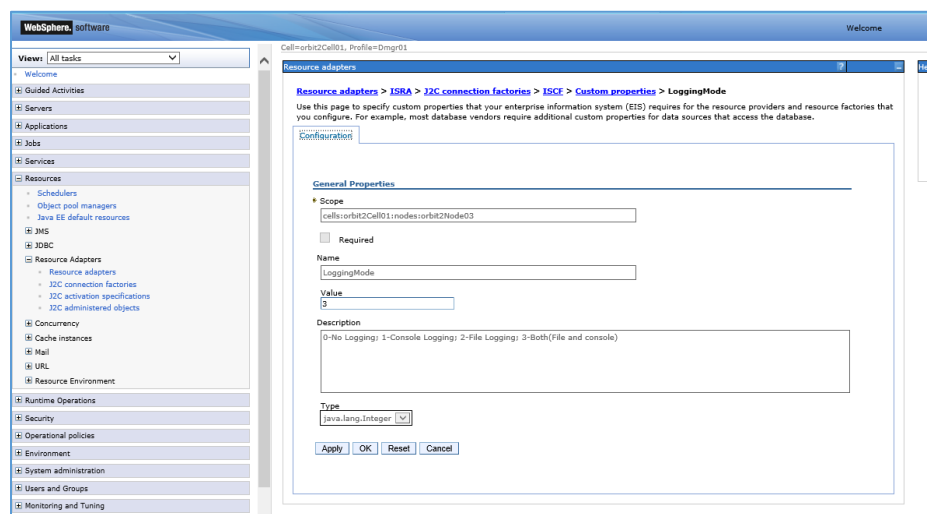 WebSphere. software
Welcome
View: All tasks
Cell=orbit2Cell01, Profile=Dmgr01
Welcome
Guided Activities
Servers
Applications
Jobs
Services
Resources
Schedulers
Object pool managers
Java EE default resources
JMS
JDBC
Resource Adapters
Resource adapters
J2C connection factories
J2C activation specifications
J2C administered objects
Concurrency
Cache instances
Mail
URL
Resource Environment
Runtime Operations
Security
Operational policies
Environment
System administration
Users and Groups
Monitoring and Tuning
Resource adapters
?
He
Resource adapters > ISRA > J2C connection factories > ISCF > Custom properties > LoggingMode
Use this page to specify custom properties that your enterprise information system (EIS) requires for the resource providers and resource factories that
you configure. For example, most database vendors require additional custom properties for data sources that access the database.
Configuration
General Properties
Scope
cells:orbit2Cell01:nodes:orbit2Node03
Required
Name
LoggingMode
Value
3
Description
0-No Logging; 1-Console Logging; 2-File Logging; 3-Both(File and console)
Type
java.lang.Integer
Apply OK Reset Cancel